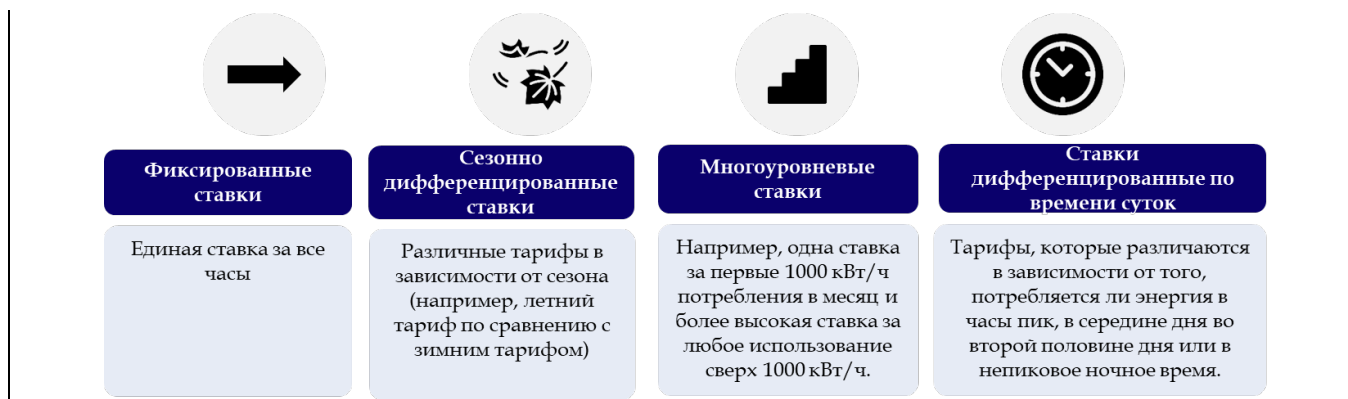 Фиксированные
ставки
Единая ставка за все
часы
Сезонно
дифференцированные
ставки
Различные тарифы в
зависимости от сезона
(например, летний
тариф по сравнению с
зимним тарифом)
Многоуровневые
ставки
Например, одна ставка
за первые 1000 кВт/ч
потребления в месяц и
более высокая ставка за
любое использование
сверх 1000 кВт/ч.
Ставки
дифференцированные по
времени суток
Тарифы, которые различаются
в зависимости от того,
потребляется ли энергия в
часы пик, в середине дня во
второй половине дня или в
непиковое ночное время.